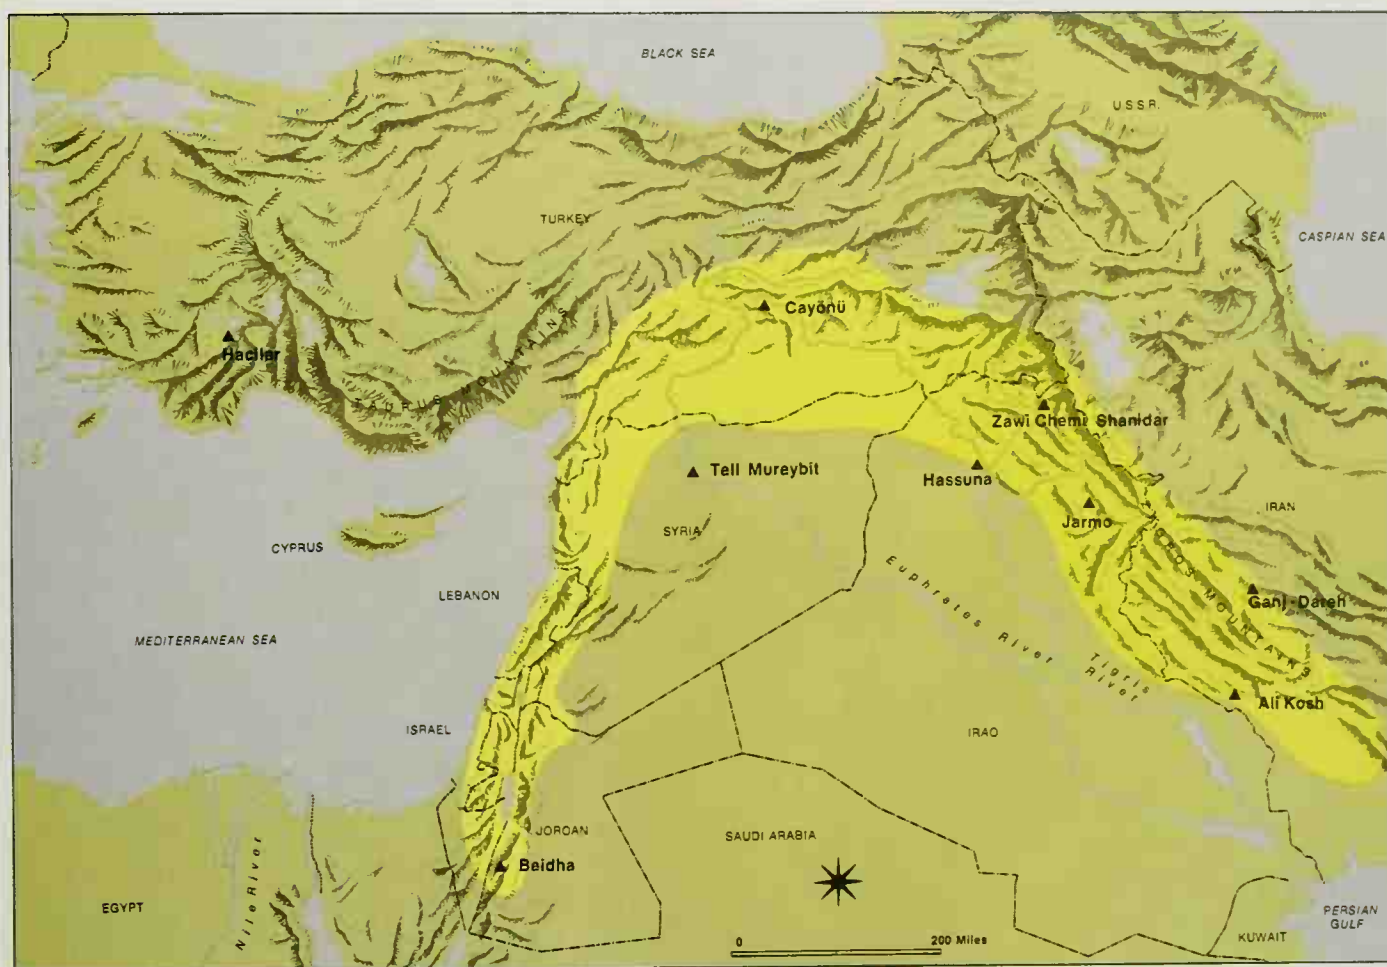 BLACK SEA
U.S.S.R.
TURKEY
CASPIAN SEA
Cayönü
Hacilar
TAURUS MOUNTAINS
Zawi Chemi Shanidar
Tell Mureybit
Hassuna
SYRIA
Jarmo
IRAN
CYPRUS
LEBANON
Euphrates River
ZAGROS MOUNTAINS
Ganj-Dareh
MEDITERRANEAN SEA
Tigris
River
Ali Kosh
ISRAEL
IRAQ
JORDAN
SAUDI ARABIA
Beidha
Nile River
EGYPT
PERSIAN
GULF
KUWAIT
0 200 Miles